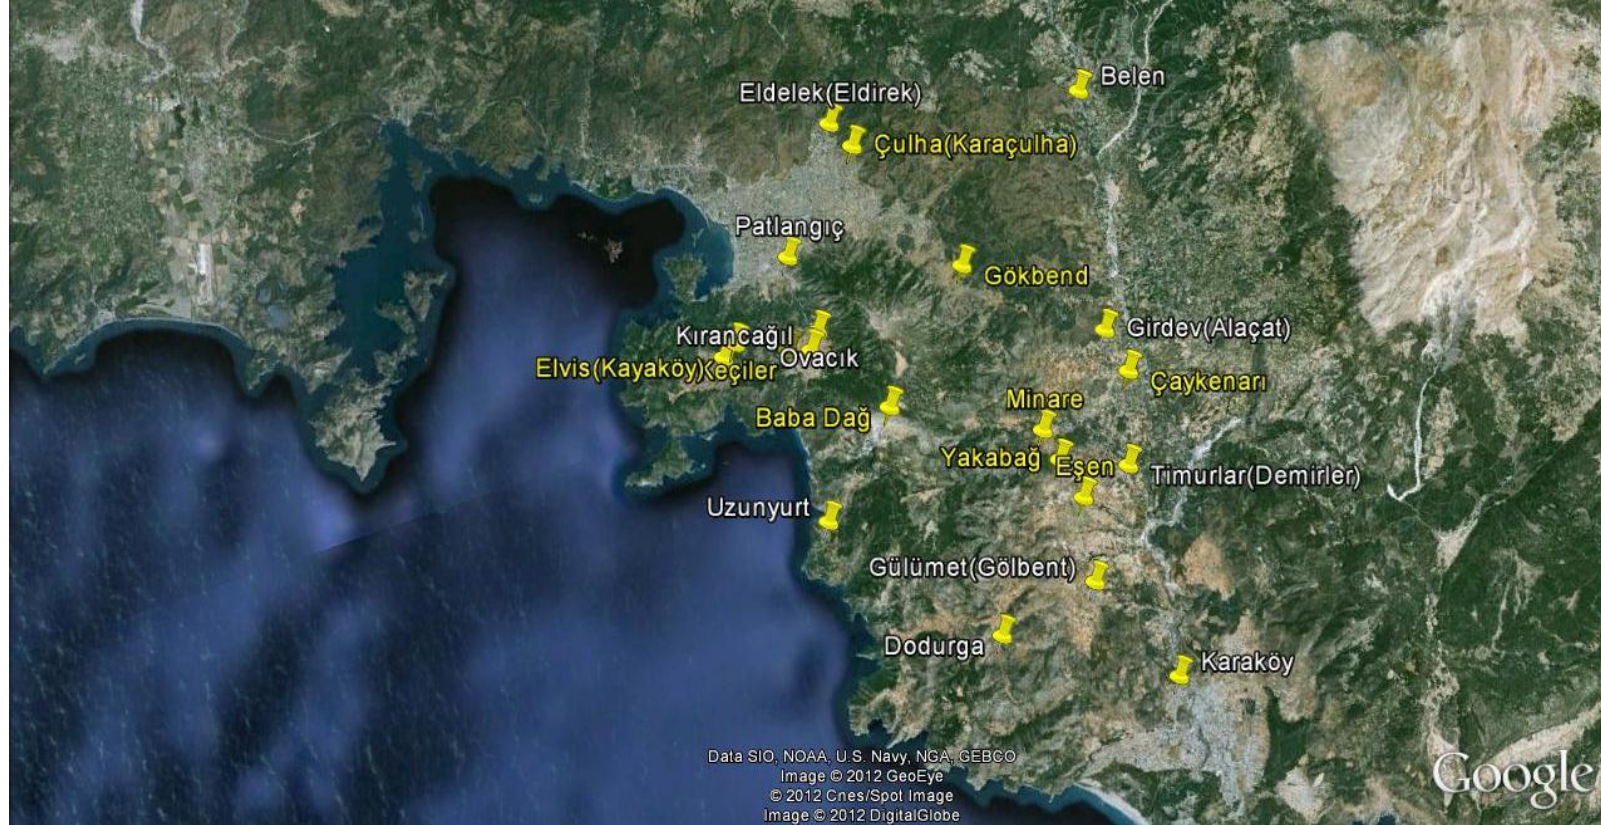 Belen
Eldelek(Eldirek)
Çulha(Karaçulha)
Patlangıç
Gökbend
Girdev(Alaçat)
Kırancağıl
Ovacık
Elvis(Kayaköy)
Keçiler
Çaykenarı
Minare
Baba Dağ
Yakabağ
Eşen
Timurlar(Demirler)
Uzunyurt
Gülümet(Gölbent)
Dodurga
Karaköy
Data SIO, NOAA, U.S. Navy, NGA, GEBCO
Image © 2012 GeoEye
© 2012 Cnes/Spot Image
Image © 2012 DigitalGlobe
Google